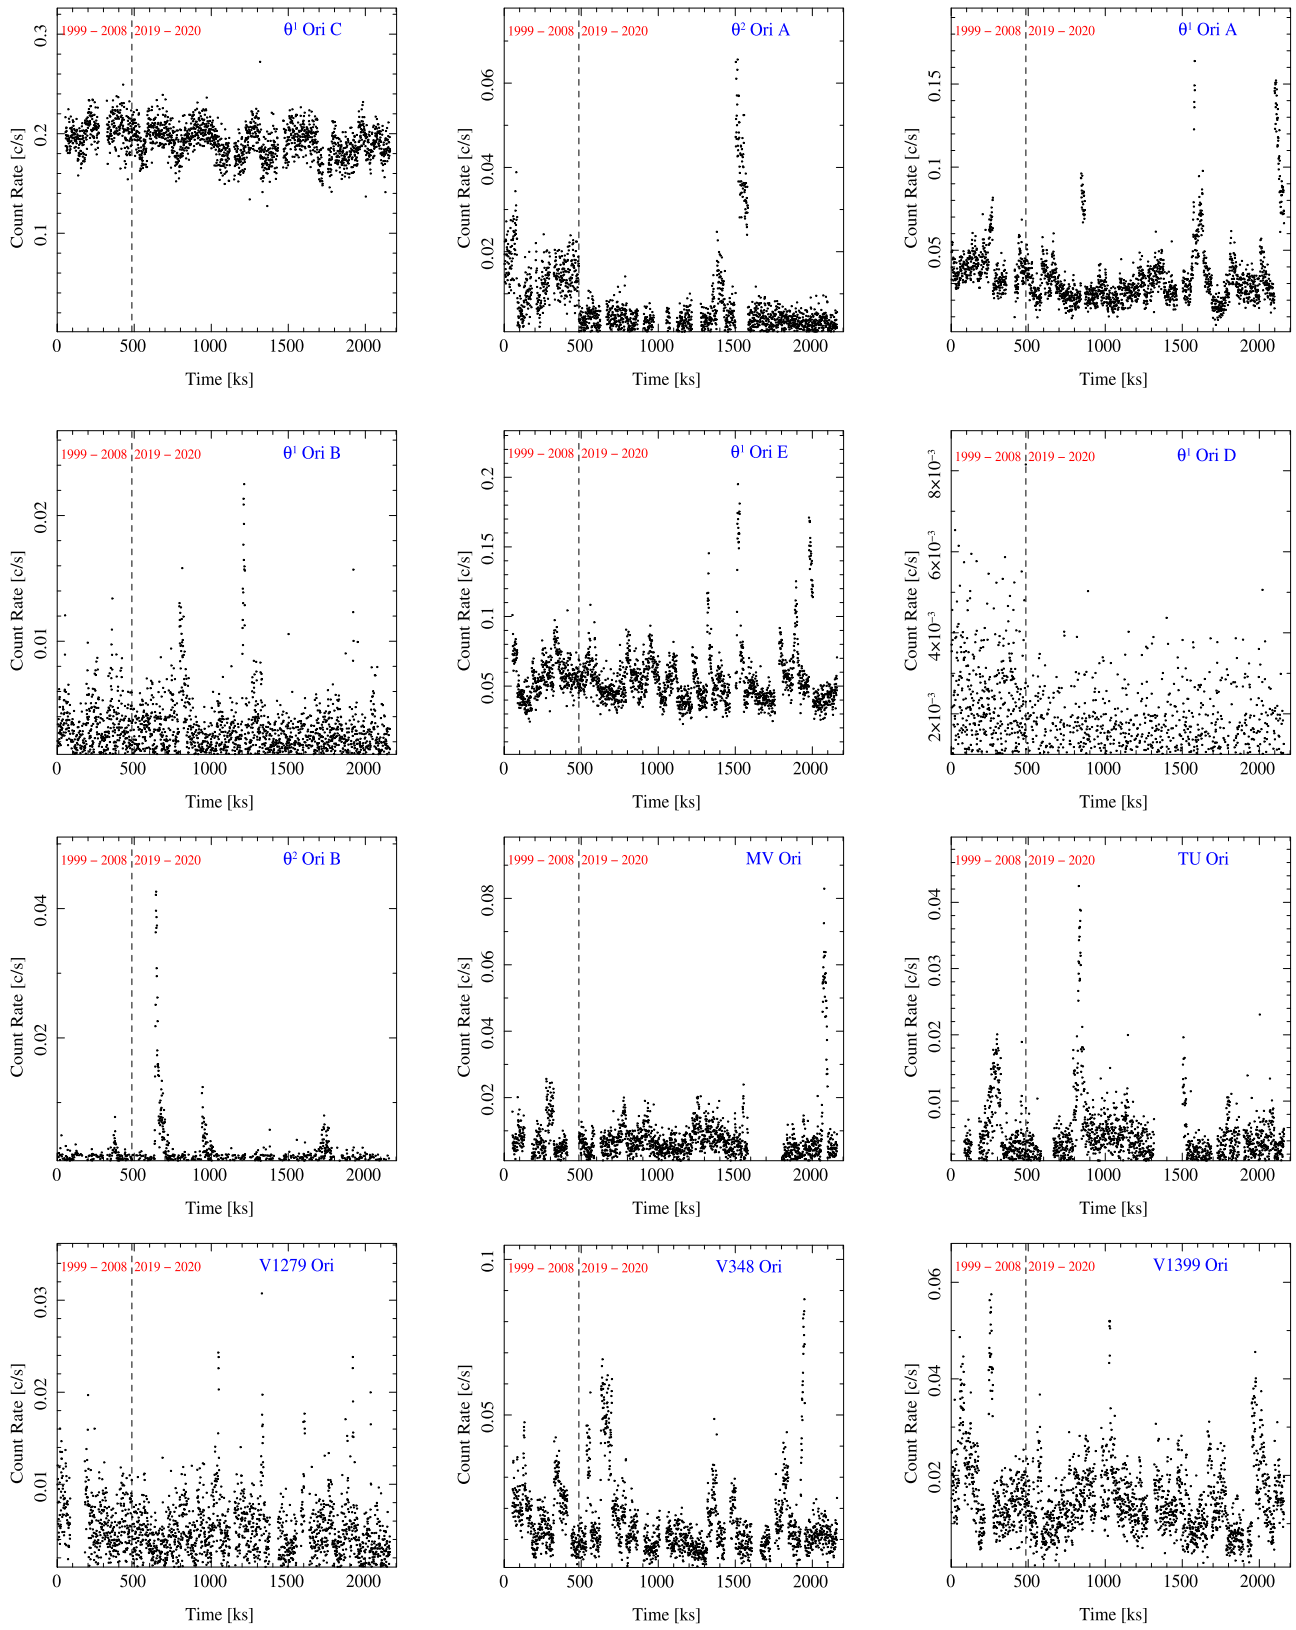 1999 – 2008 2019 – 2020 θ¹ Ori C
Count Rate [c/s]
0.3
0.2
0.1
0 500 1000 1500 2000
Time [ks]
1999 – 2008 2019 – 2020 θ² Ori A
Count Rate [c/s]
0.06
0.04
0.02
0 500 1000 1500 2000
Time [ks]
1999 – 2008 2019 – 2020 θ¹ Ori A
Count Rate [c/s]
0.15
0.1
0.05
0 500 1000 1500 2000
Time [ks]
1999 – 2008 2019 – 2020 θ¹ Ori B
Count Rate [c/s]
0.02
0.01
0 500 1000 1500 2000
Time [ks]
1999 – 2008 2019 – 2020 θ¹ Ori E
Count Rate [c/s]
0.2
0.15
0.1
0.05
0 500 1000 1500 2000
Time [ks]
1999 – 2008 2019 – 2020 θ¹ Ori D
Count Rate [c/s]
8×10⁻³
6×10⁻³
4×10⁻³
2×10⁻³
0 500 1000 1500 2000
Time [ks]
1999 – 2008 2019 – 2020 θ² Ori B
Count Rate [c/s]
0.04
0.02
0 500 1000 1500 2000
Time [ks]
1999 – 2008 2019 – 2020 MV Ori
Count Rate [c/s]
0.08
0.06
0.04
0.02
0 500 1000 1500 2000
Time [ks]
1999 – 2008 2019 – 2020 TU Ori
Count Rate [c/s]
0.04
0.03
0.02
0.01
0 500 1000 1500 2000
Time [ks]
1999 – 2008 2019 – 2020 V1279 Ori
Count Rate [c/s]
0.03
0.02
0.01
0 500 1000 1500 2000
Time [ks]
1999 – 2008 2019 – 2020 V348 Ori
Count Rate [c/s]
0.1
0.05
0 500 1000 1500 2000
Time [ks]
1999 – 2008 2019 – 2020 V1399 Ori
Count Rate [c/s]
0.06
0.04
0.02
0 500 1000 1500 2000
Time [ks]